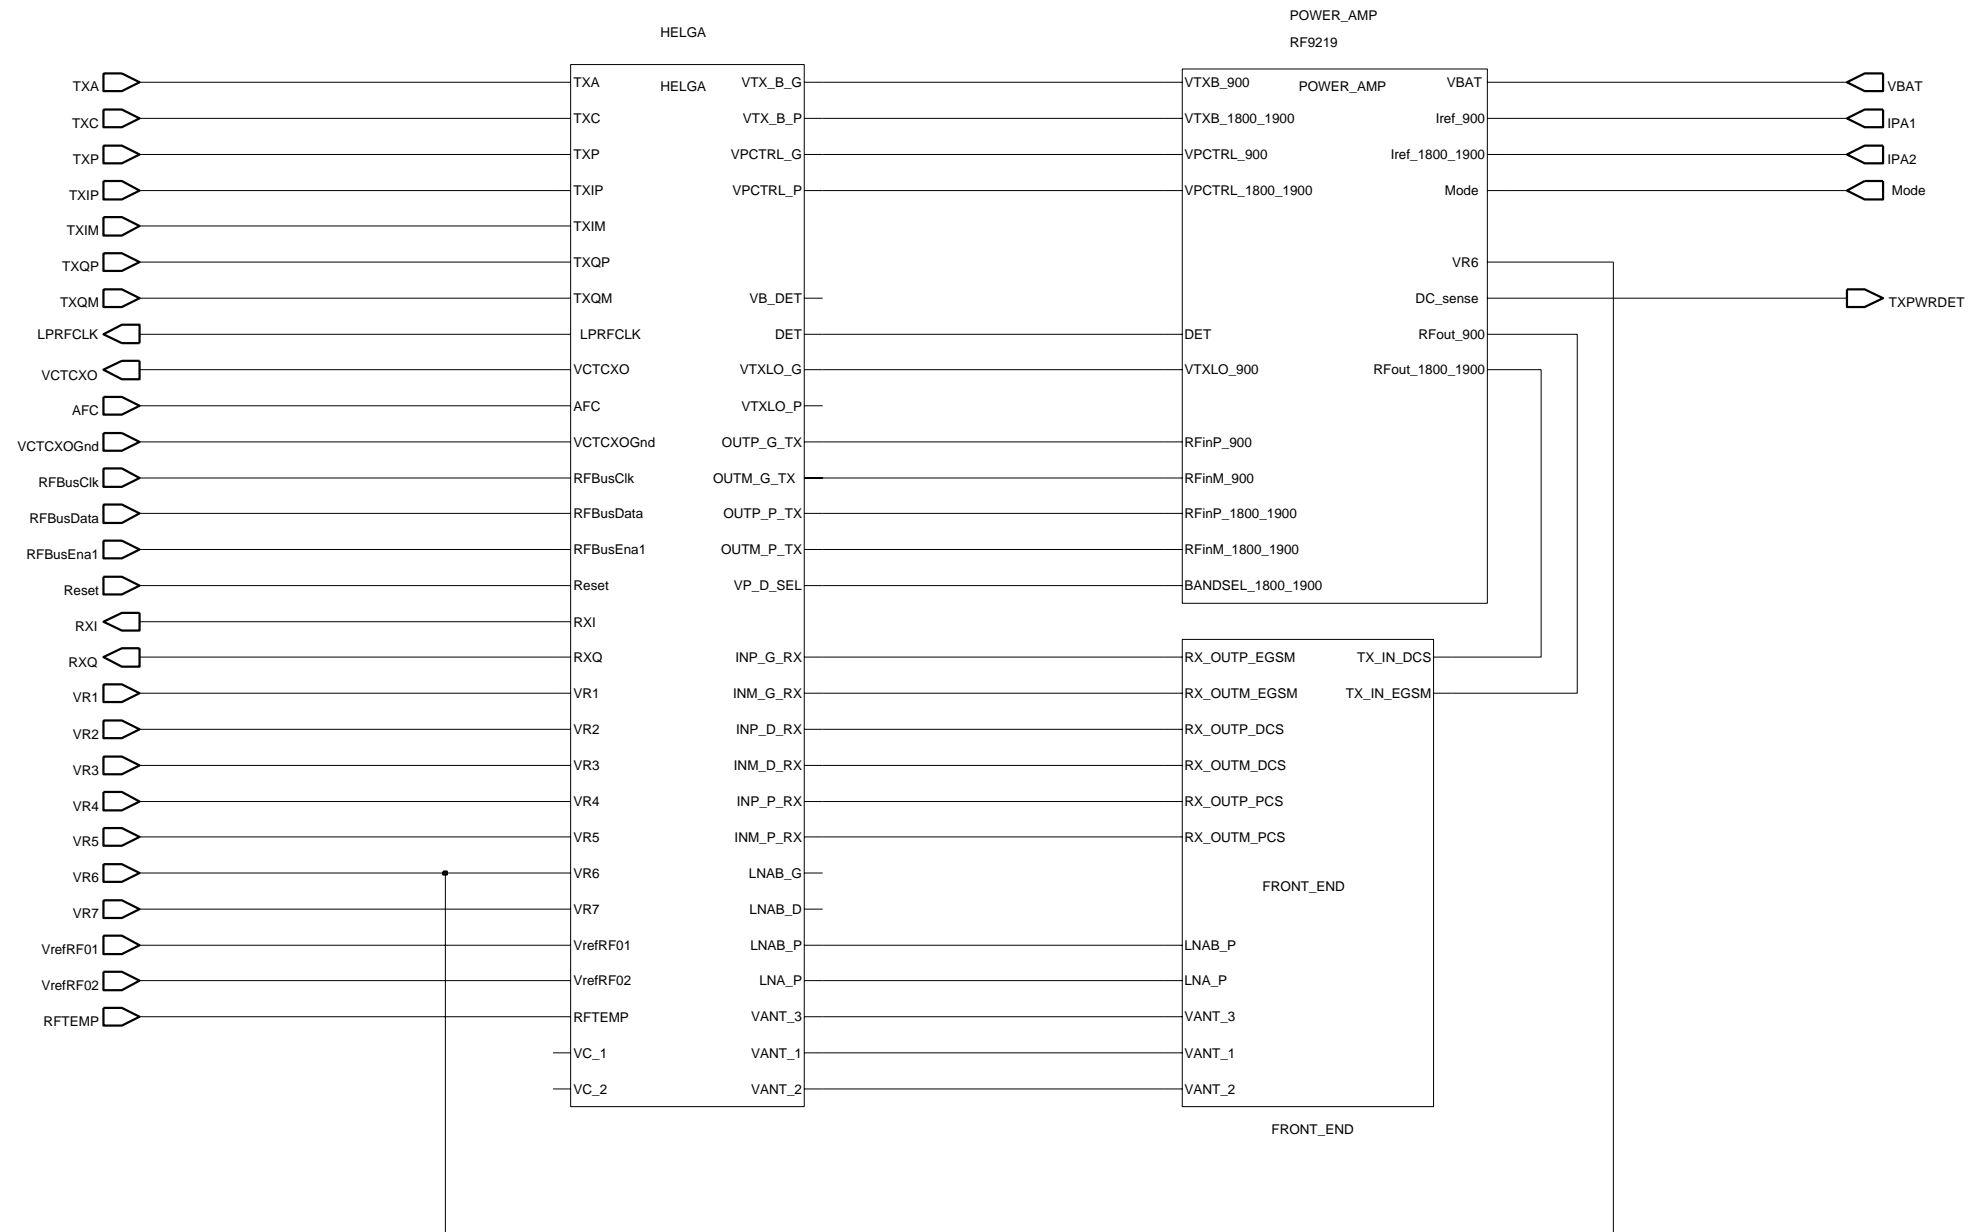 POWER_AMP
HELGA
RF9219
TXA TXA HELGA VTX_B_G VTXB_900 POWER_AMP VBAT VBAT
TXC TXC VTX_B_P VTXB_1800_1900 Iref_900 IPA1
TXP TXP VPCTRL_G VPCTRL_900 Iref_1800_1900 IPA2
TXIP TXIP VPCTRL_P VPCTRL_1800_1900 Mode Mode
TXIM TXIM
TXQP TXQP VR6
TXQM TXQM VB_DET DC_sense TXPWRDET
LPRFCLK LPRFCLK DET DET RFout_900
VCTCXO VCTCXO VTXLO_G VTXLO_900 RFout_1800_1900
AFC AFC VTXLO_P
VCTCXOGnd VCTCXOGnd OUTP_G_TX RFinP_900
RFBusClk RFBusClk OUTM_G_TX RFinM_900
RFBusData RFBusData OUTP_P_TX RFinP_1800_1900
RFBusEna1 RFBusEna1 OUTM_P_TX RFinM_1800_1900
Reset Reset VP_D_SEL BANDSEL_1800_1900
RXI RXI
RXQ RXQ INP_G_RX RX_OUTP_EGSM TX_IN_DCS
VR1 VR1 INM_G_RX RX_OUTM_EGSM TX_IN_EGSM
VR2 VR2 INP_D_RX RX_OUTP_DCS
VR3 VR3 INM_D_RX RX_OUTM_DCS
VR4 VR4 INP_P_RX RX_OUTP_PCS
VR5 VR5 INM_P_RX RX_OUTM_PCS
VR6 VR6 LNAB_G FRONT_END
VR7 VR7 LNAB_D
VrefRF01 VrefRF01 LNAB_P LNAB_P
VrefRF02 VrefRF02 LNA_P LNA_P
RFTEMP RFTEMP VANT_3 VANT_3
VC_1 VANT_1 VANT_1
VC_2 VANT_2 VANT_2
FRONT_END